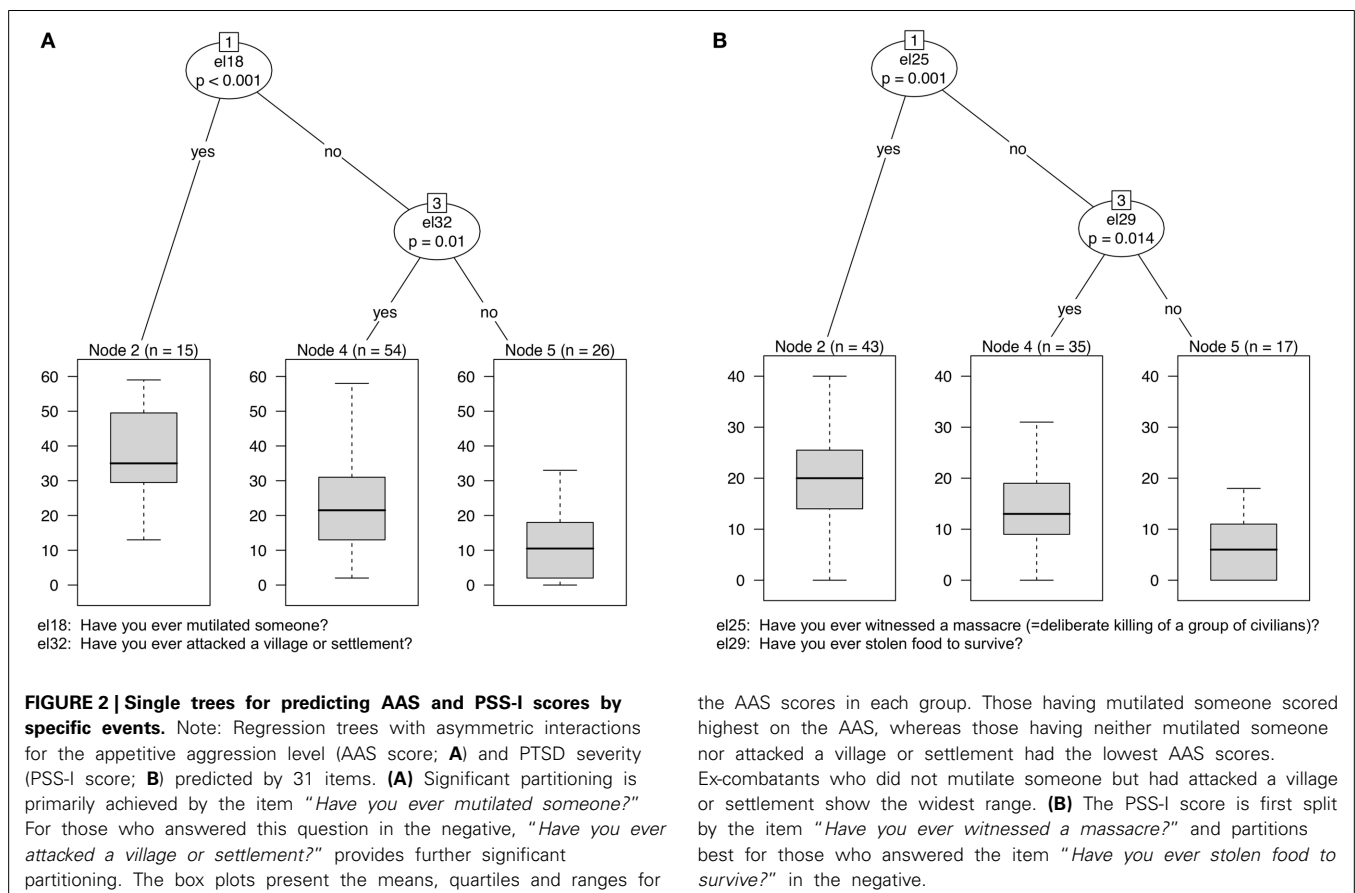 A
1
el18
p < 0.001
yes
no
3
el32
p = 0.01
yes
no
Node 2 (n = 15)
60
50
40
30
20
10
0
Node 4 (n = 54)
60
50
40
30
20
10
0
Node 5 (n = 26)
60
50
40
30
20
10
0
el18: Have you ever mutilated someone?
el32: Have you ever attacked a village or settlement?
B
1
el25
p = 0.001
yes
no
3
el29
p = 0.014
yes
no
Node 2 (n = 43)
40
30
20
10
0
Node 4 (n = 35)
40
30
20
10
0
Node 5 (n = 17)
40
30
20
10
0
el25: Have you ever witnessed a massacre (=deliberate killing of a group of civilians)?
el29: Have you ever stolen food to survive?
FIGURE 2 | Single trees for predicting AAS and PSS-I scores by
specific events. Note: Regression trees with asymmetric interactions
for the appetitive aggression level (AAS score; A) and PTSD severity
(PSS-I score; B) predicted by 31 items. (A) Significant partitioning is
primarily achieved by the item "Have you ever mutilated someone?"
For those who answered this question in the negative, "Have you ever
attacked a village or settlement?" provides further significant
partitioning. The box plots present the means, quartiles and ranges for
the AAS scores in each group. Those having mutilated someone scored
highest on the AAS, whereas those having neither mutilated someone
nor attacked a village or settlement had the lowest AAS scores.
Ex-combatants who did not mutilate someone but had attacked a village
or settlement show the widest range. (B) The PSS-I score is first split
by the item "Have you ever witnessed a massacre?" and partitions
best for those who answered the item "Have you ever stolen food to
survive?" in the negative.